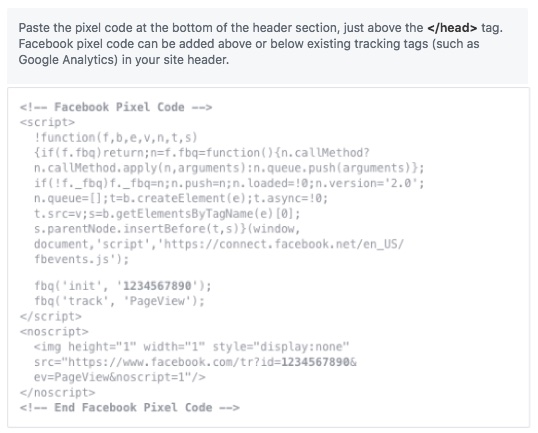 Paste the pixel code at the bottom of the header section, just above the </head> tag.
Facebook pixel code can be added above or below existing tracking tags (such as
Google Analytics) in your site header.
<!-- Facebook Pixel Code -->
<script>
!function(f,b,e,v,n,t,s)
{if(f.fbq)return;n=f.fbq=function(){n.callMethod?
n.callMethod.apply(n,arguments):n.queue.push(arguments)};
if(!f._fbq)f._fbq=n;n.push=n;n.loaded=!0;n.version='2.0';
n.queue=[];t=b.createElement(e);t.async=!0;
t.src=v;s=b.getElementsByTagName(e)[0];
s.parentNode.insertBefore(t,s)}(window,
document,'script','https://connect.facebook.net/en_US/
fbevents.js');
fbq('init', '1234567890');
fbq('track', 'PageView');
</script>
<noscript>
<img height="1" width="1" style="display:none"
src="https://www.facebook.com/tr?id=1234567890&
ev=PageView&noscript=1"/>
</noscript>
<!-- End Facebook Pixel Code -->